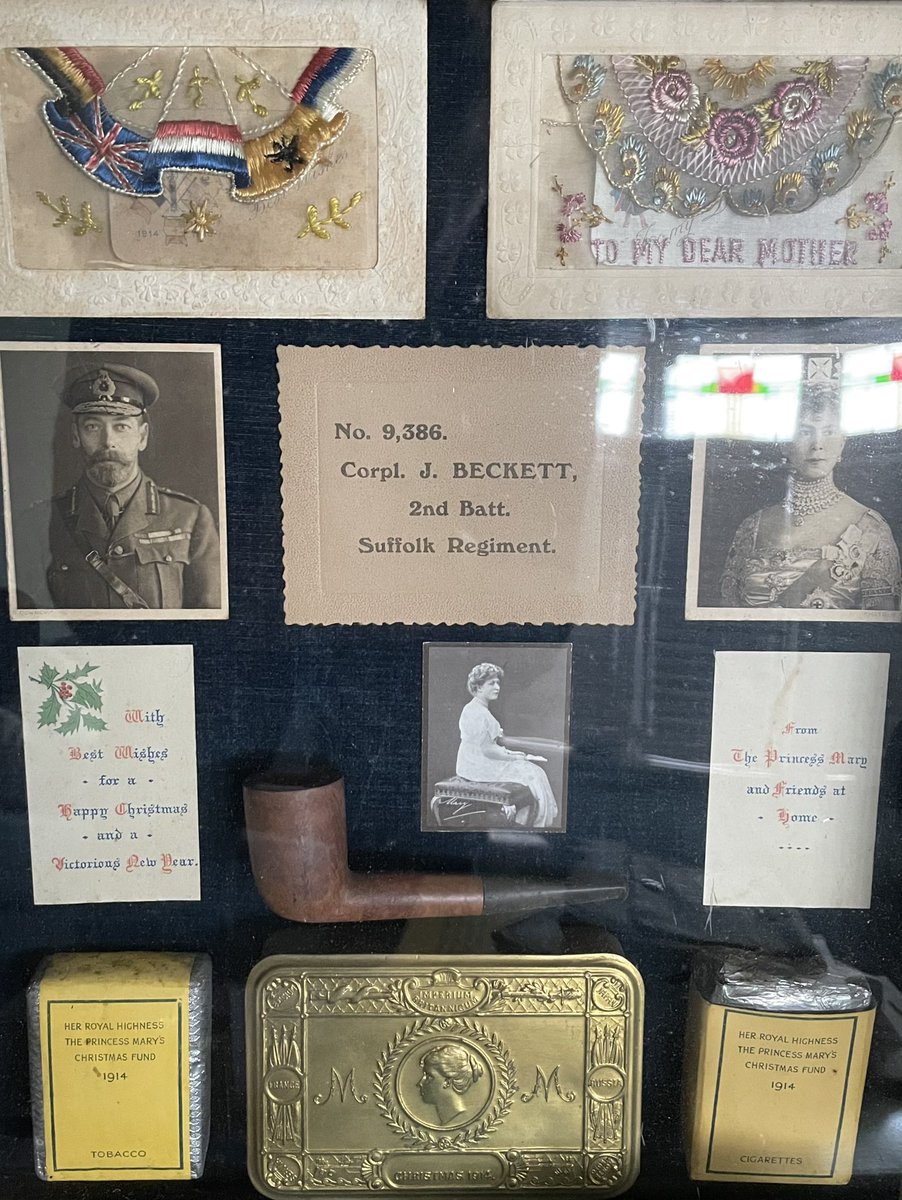 1914
TO MY DEAR MOTHER
No. 9,386.
Corpl. J. BECKETT,
2nd Batt.
Suffolk Regiment.
With
Best Wishes
- for a -
Happy Christmas
- and a -
Victorious New Year.
Mary
From
The Princess Mary
and Friends at
- Home -
- - - -
HER ROYAL HIGHNESS
THE PRINCESS MARY'S
CHRISTMAS FUND
1914
TOBACCO
IMPERIUM
BRITANNICUM
FRANCE
M
M
RUSSIA
CHRISTMAS 1914
HER ROYAL HIGHNESS
THE PRINCESS MARY'S
CHRISTMAS FUND
1914
CIGARETTES